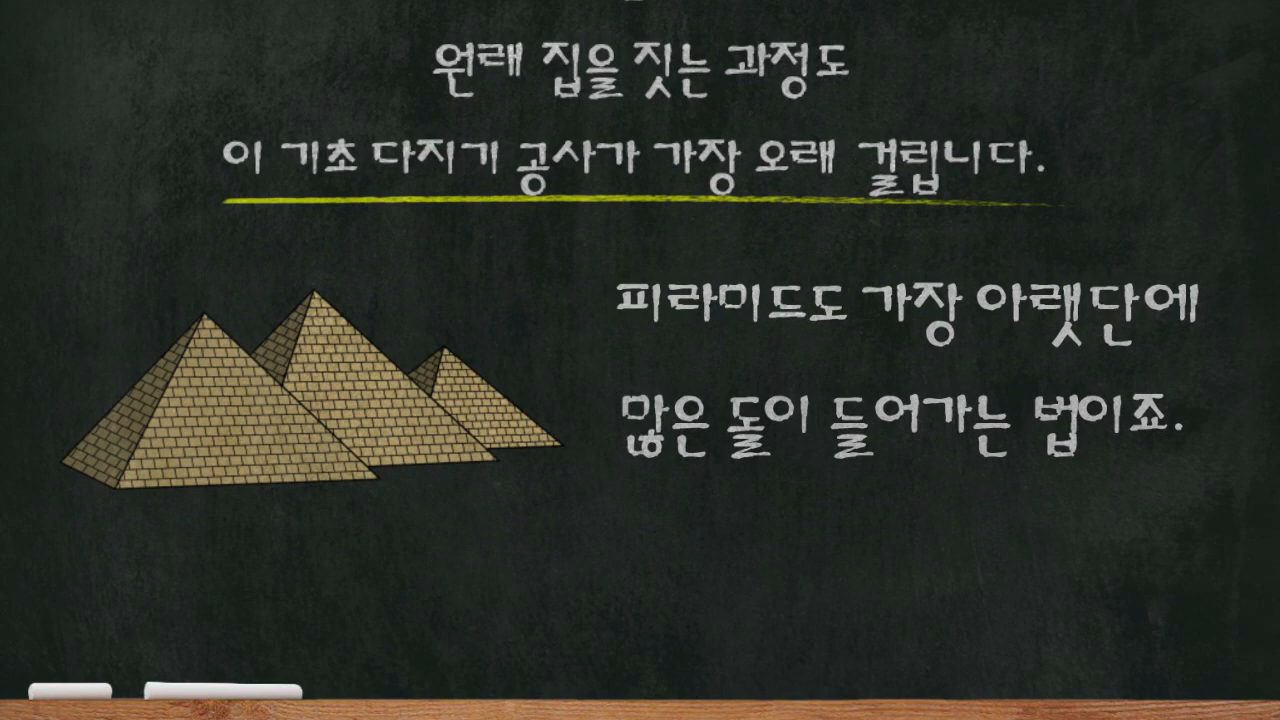 원래 집을 짓는 과정도
이 기초 다지기 공사가 가장 오래 걸립니다.
피라미드도 가장 아랫단에
많은 돌이 들어가는 법이죠.